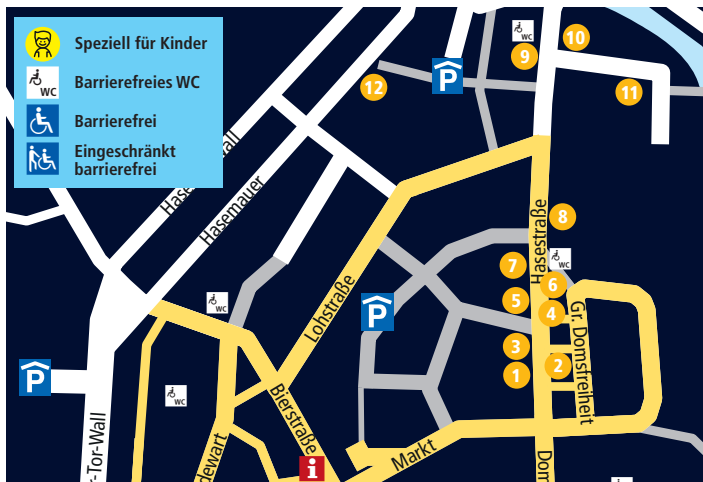 Speziell für Kinder
WC
Barrierefreies WC
Barrierefrei
Eingeschränkt
barrierefrei
WC
9
10
P
12
11
Hasemauer
8
Hasestraße
WC
7
6
5
4
Gr. Domsfreiheit
Lohstraße
WC
P
3
2
1
P
WC
Bierstraße
Markt
i